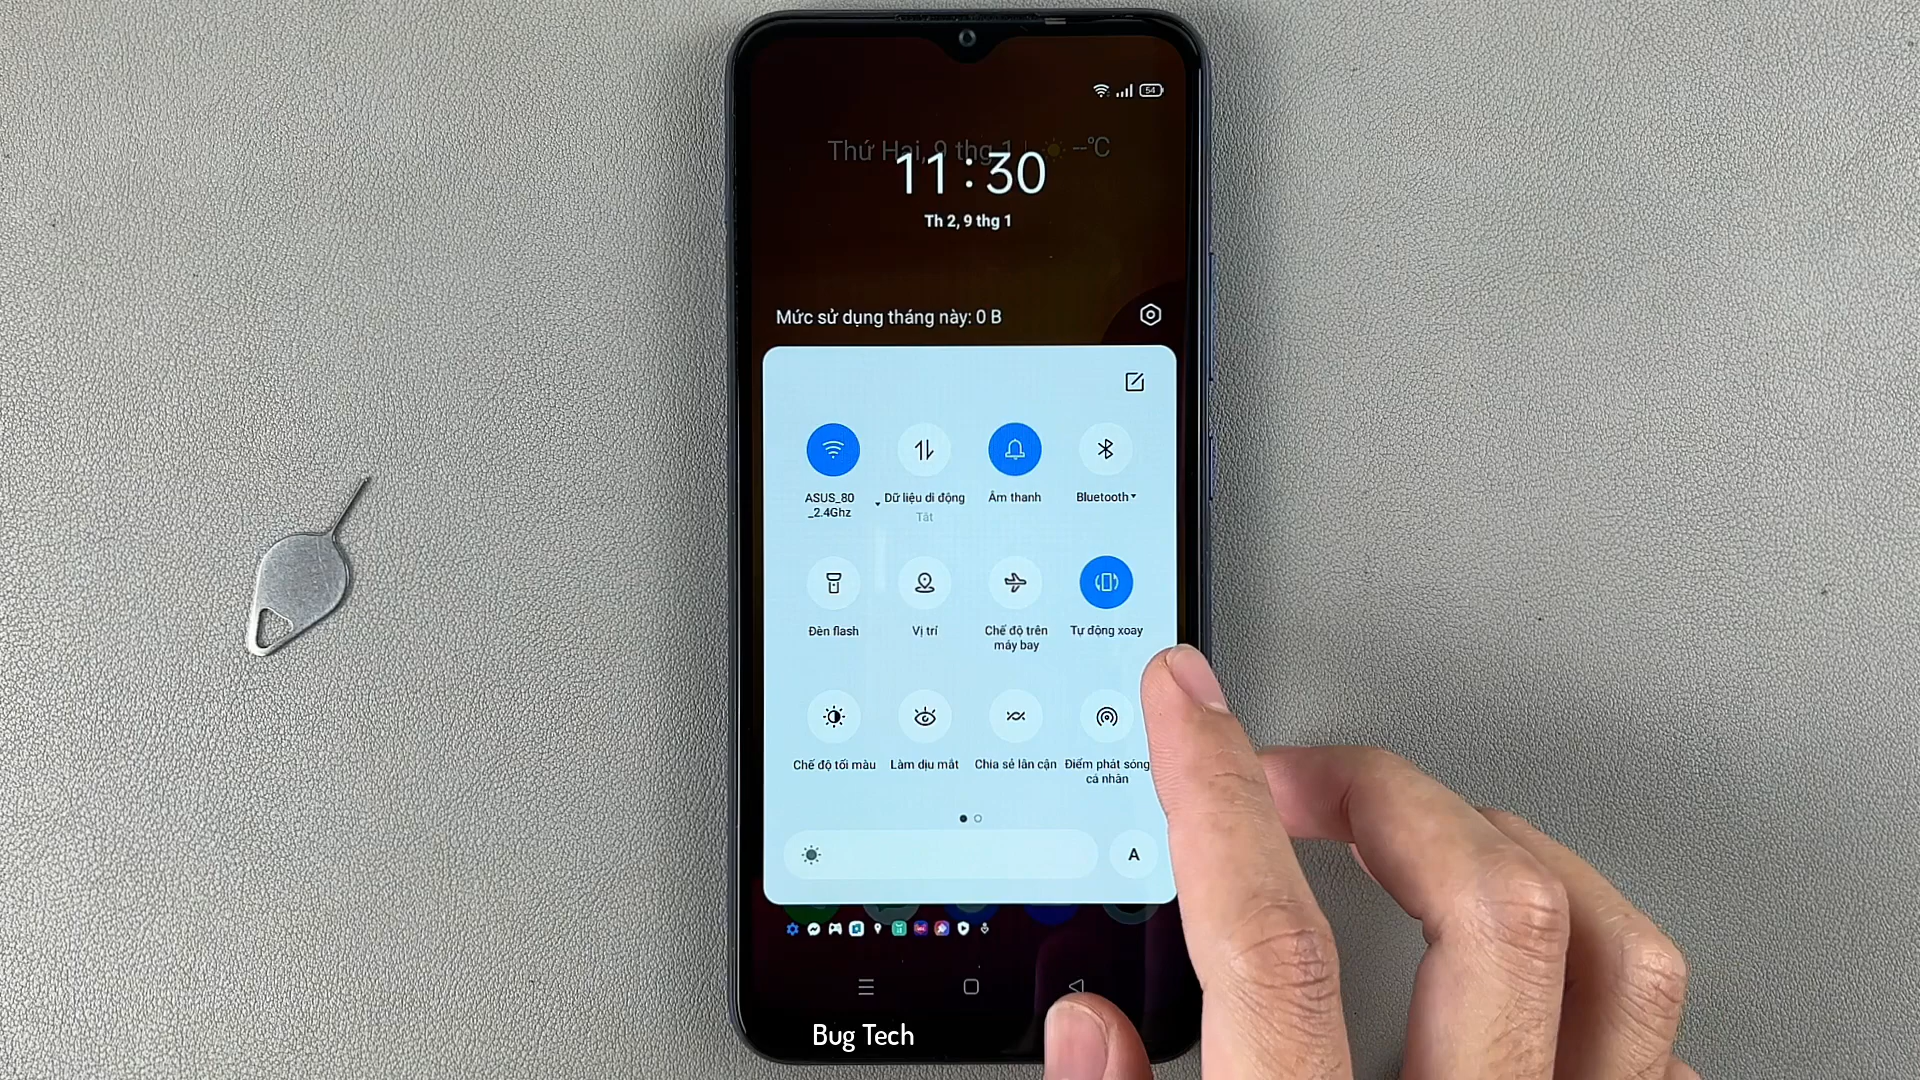 54
Thứ Hai, 9 thg 1 | --°C
11:30
Th 2, 9 thg 1
Mức sử dụng tháng này: 0 B
ASUS_80
_2.4Ghz
Dữ liệu di động
Tắt
Âm thanh
Bluetooth
Đèn flash
Vị trí
Chế độ trên
máy bay
Tự động xoay
Chế độ tối màu
Làm dịu mắt
Chia sẻ lân cận
Điểm phát sóng
cá nhân
A
Bug Tech